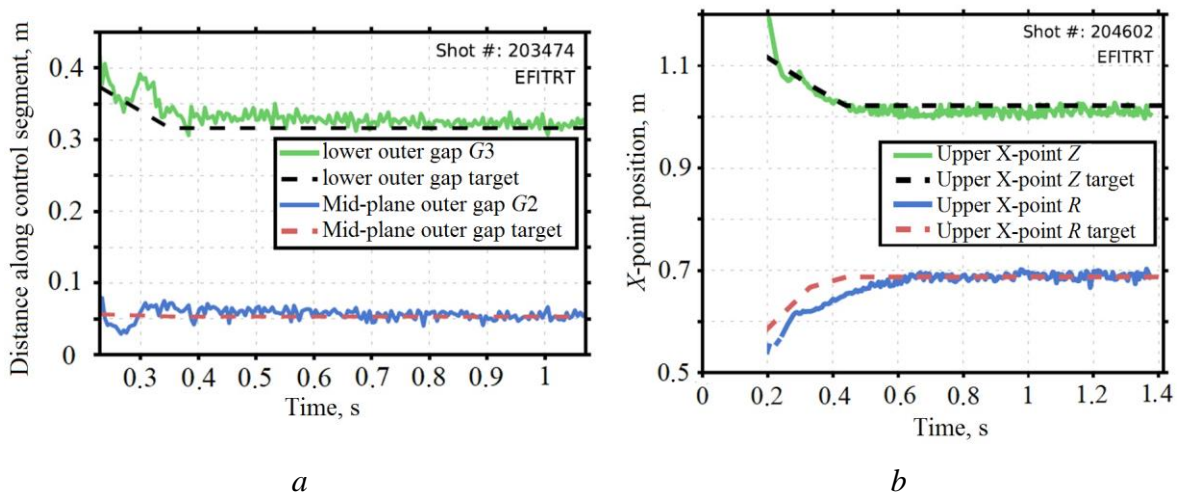 Distance along control segment, m
0.4
0.3
0.2
0.1
0
Shot #: 203474
EFITRT
lower outer gap G3
lower outer gap target
Mid-plane outer gap G2
Mid-plane outer gap target
0.3 0.4 0.5 0.6 0.7 0.8 0.9 1
Time, s
a
X-point position, m
1.1
0.9
0.7
0.5
Shot #: 204602
EFITRT
Upper X-point Z
Upper X-point Z target
Upper X-point R
Upper X-point R target
0 0.2 0.4 0.6 0.8 1.0 1.2 1.4
Time, s
b